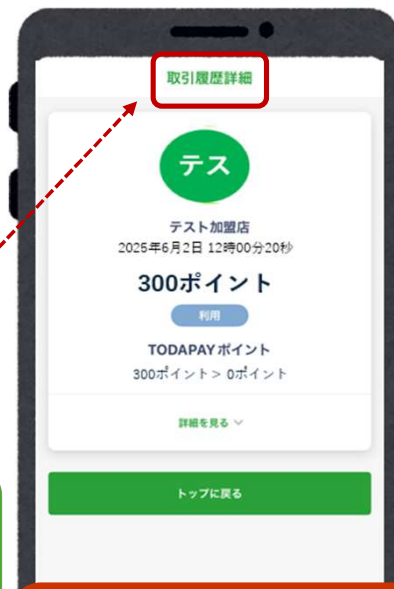 取引履歴詳細
テス
テスト加盟店
2025年6月2日 12時00分20秒
300ポイント
利用
TODAPAYポイント
300ポイント＞ 0ポイント
詳細を見る
トップに戻る